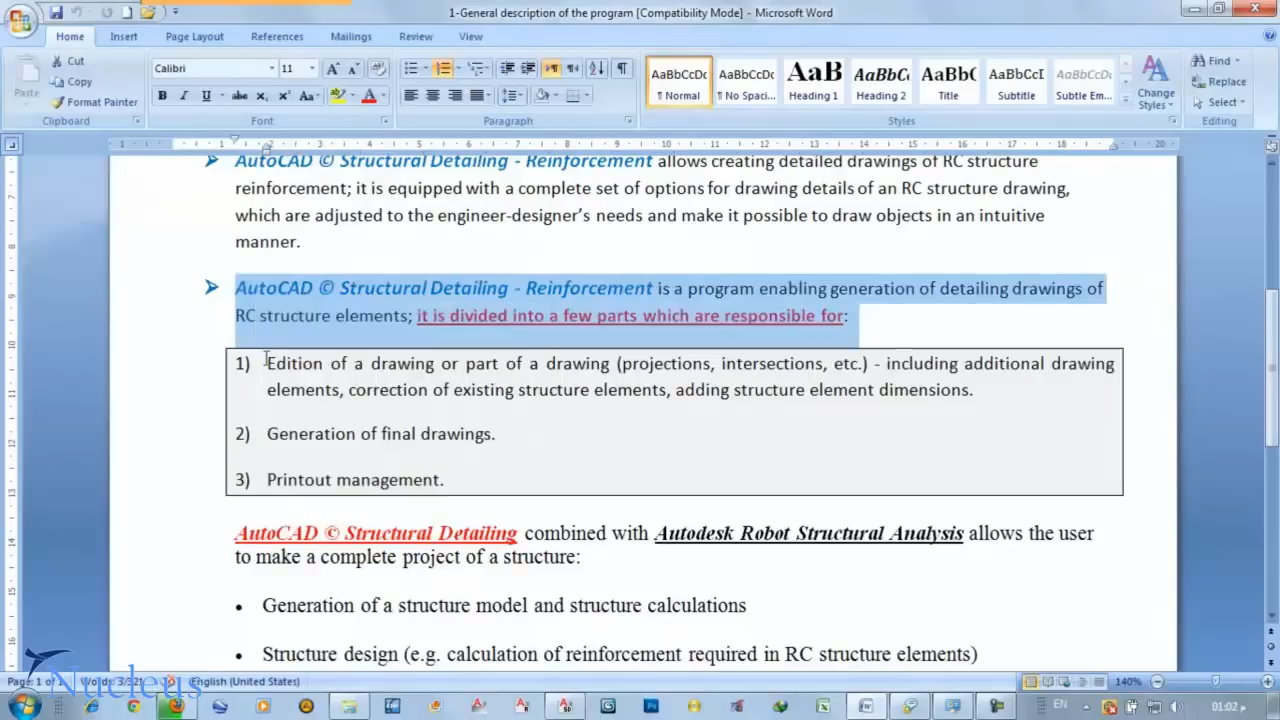 1-General description of the program [Compatibility Mode] - Microsoft Word
Home Insert Page Layout References Mailings Review View
Paste
Cut
Copy
Format Painter
Clipboard
Calibri 11
Font
Paragraph
AaBbCcDc AaBbCcDc AaB AaBbC AaBb( AaBbCcI AaBbCcDc
¶ Normal ¶ No Spaci... Heading 1 Heading 2 Title Subtitle Subtle Em...
Change
Styles
Styles
Find
Replace
Select
Editing
AutoCAD © Structural Detailing - Reinforcement allows creating detailed drawings of RC structure
reinforcement; it is equipped with a complete set of options for drawing details of an RC structure drawing,
which are adjusted to the engineer-designer’s needs and make it possible to draw objects in an intuitive
manner.
AutoCAD © Structural Detailing - Reinforcement is a program enabling generation of detailing drawings of
RC structure elements; it is divided into a few parts which are responsible for:
1) Edition of a drawing or part of a drawing (projections, intersections, etc.) - including additional drawing
elements, correction of existing structure elements, adding structure element dimensions.
2) Generation of final drawings.
3) Printout management.
AutoCAD © Structural Detailing combined with Autodesk Robot Structural Analysis allows the user
to make a complete project of a structure:
• Generation of a structure model and structure calculations
• Structure design (e.g. calculation of reinforcement required in RC structure elements)
Nucleus
Page: 1 of Words: 3/321 English (United States) 140%
EN 01:02 م